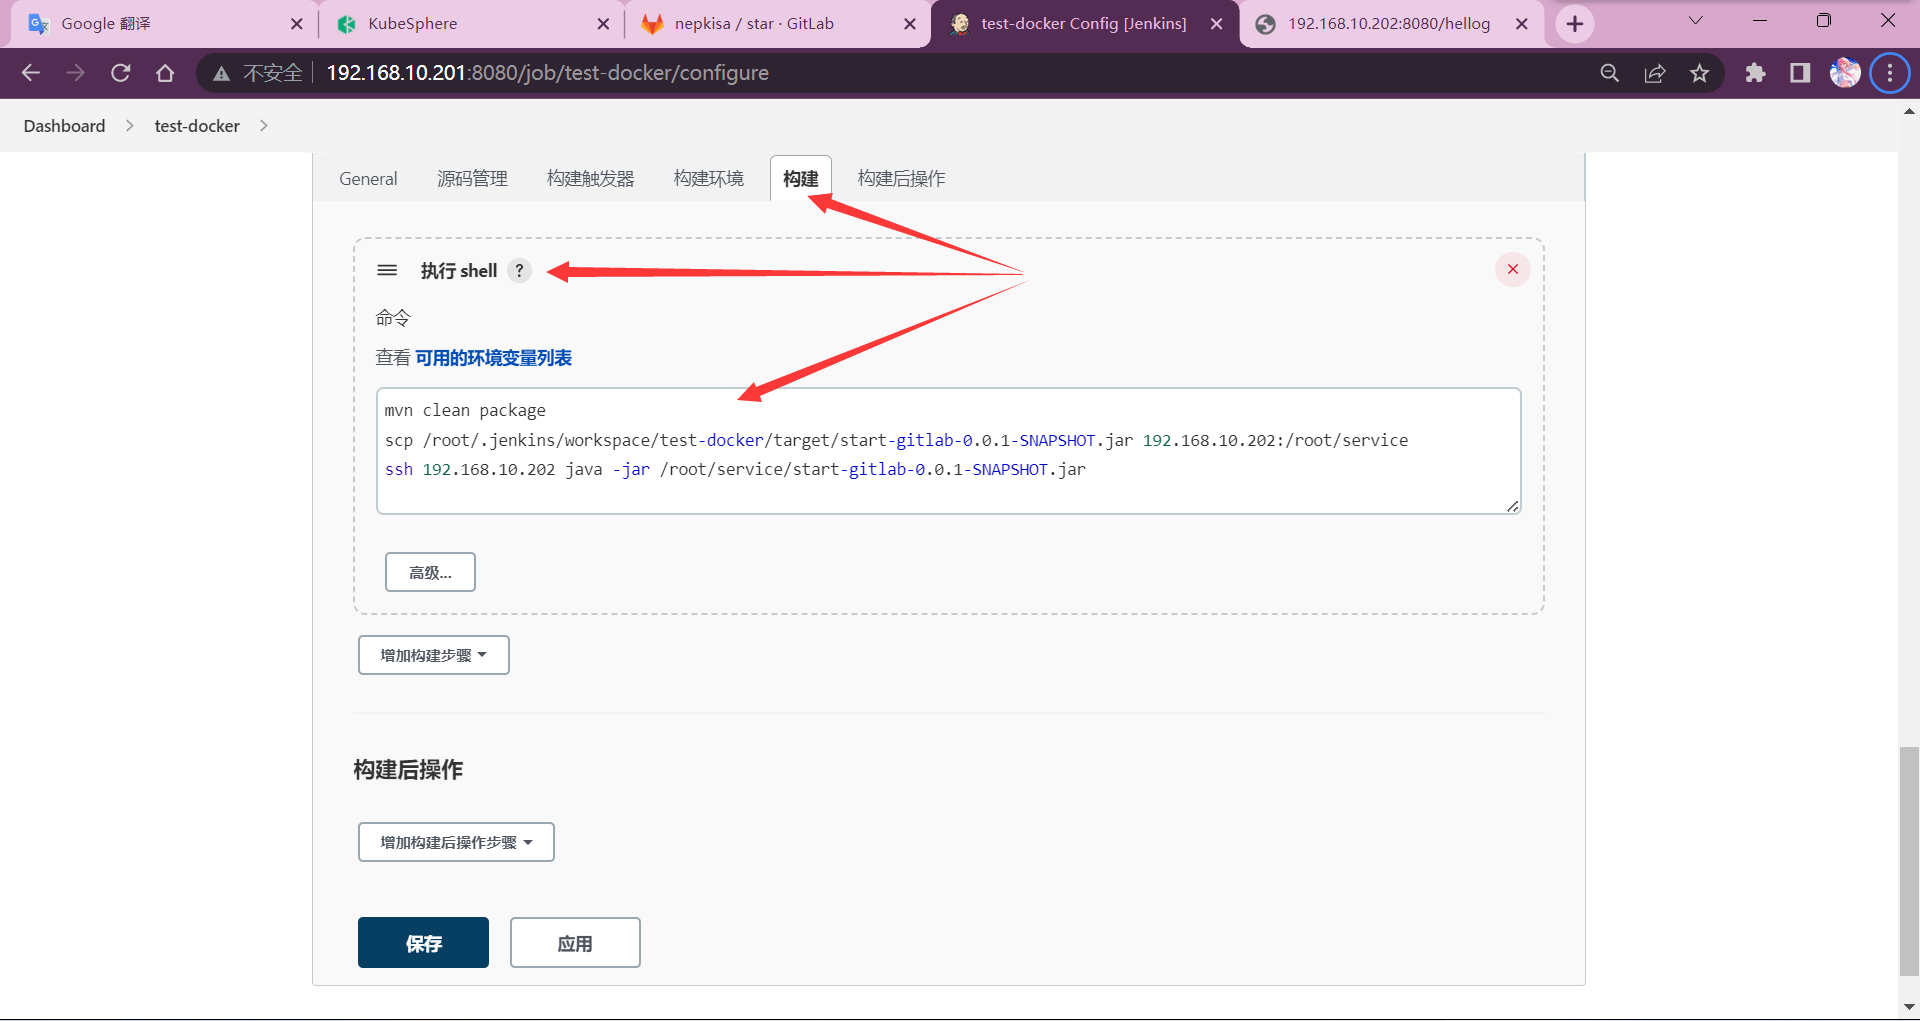 Google 翻译
KubeSphere
nepkisa / star · GitLab
test-docker Config [Jenkins]
192.168.10.202:8080/hellog
不安全
192.168.10.201:8080/job/test-docker/configure
Dashboard
test-docker
General
源码管理
构建触发器
构建环境
构建
构建后操作
执行 shell ?
命令
查看 可用的环境变量列表
mvn clean package
scp /root/.jenkins/workspace/test-docker/target/start-gitlab-0.0.1-SNAPSHOT.jar 192.168.10.202:/root/service
ssh 192.168.10.202 java -jar /root/service/start-gitlab-0.0.1-SNAPSHOT.jar
高级...
增加构建步骤
构建后操作
增加构建后操作步骤
保存
应用